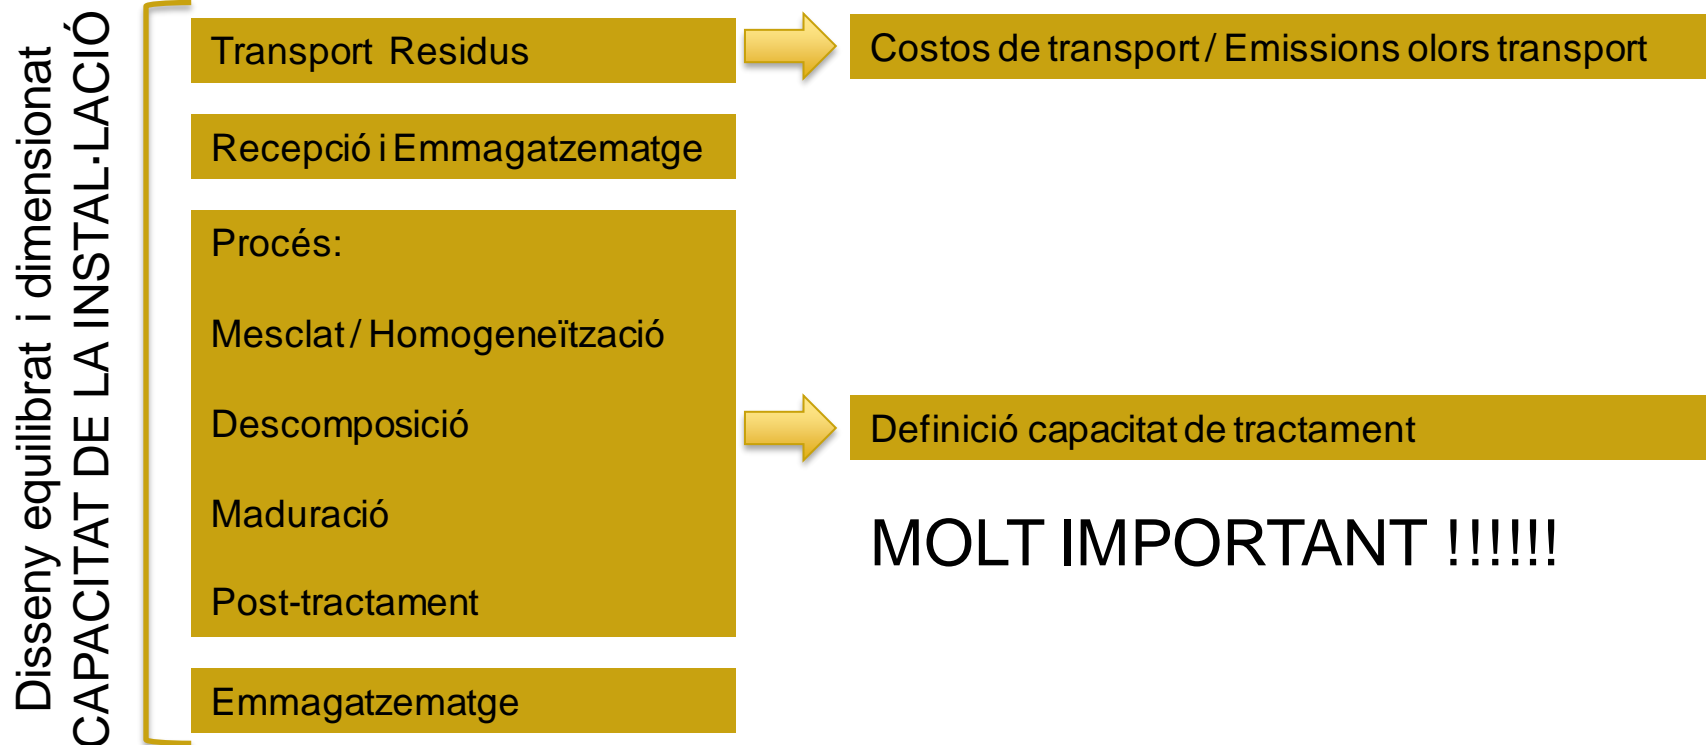 Disseny equilibrat i dimensionat
CAPACITAT DE LA INSTAL·LACIÓ
Transport Residus
Costos de transport / Emissions olors transport
Recepció i Emmagatzematge
Procés:
Mesclat / Homogeneïtzació
Descomposició
Definició capacitat de tractament
Maduració
MOLT IMPORTANT !!!!!!
Post-tractament
Emmagatzematge